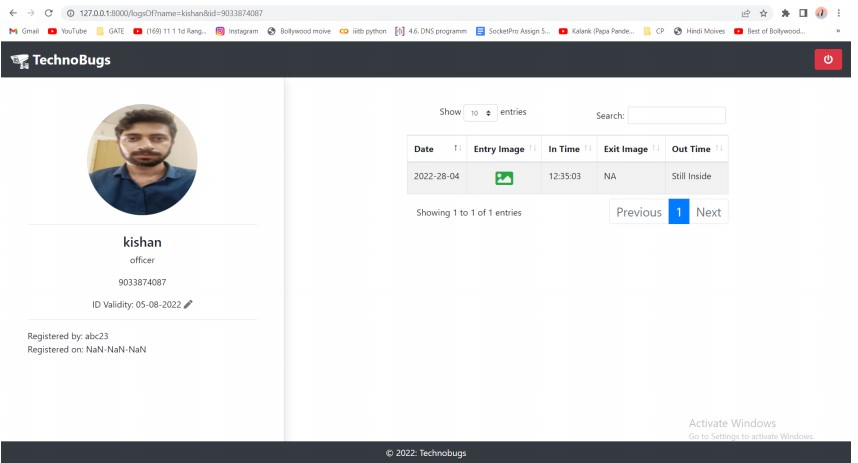 127.0.0.1:8000/logsOf?name=kishan&id=9033874087
Gmail YouTube GATE (169) 11 1 1d Rang... Instagram Bollywood moive iiitb python 4.6. DNS programm SocketPro Assign 5... Kalank (Papa Pande... CP Hindi Moives Best of Bollywood... »
TechnoBugs
kishan
officer
9033874087
ID Validity: 05-08-2022
Registered by: abc23
Registered on: NaN-NaN-NaN
Show 10 entries Search:
Date Entry Image In Time Exit Image Out Time
2022-28-04 12:35:03 NA Still Inside
Showing 1 to 1 of 1 entries Previous 1 Next
Activate Windows
Go to Settings to activate Windows.
© 2022: Technobugs